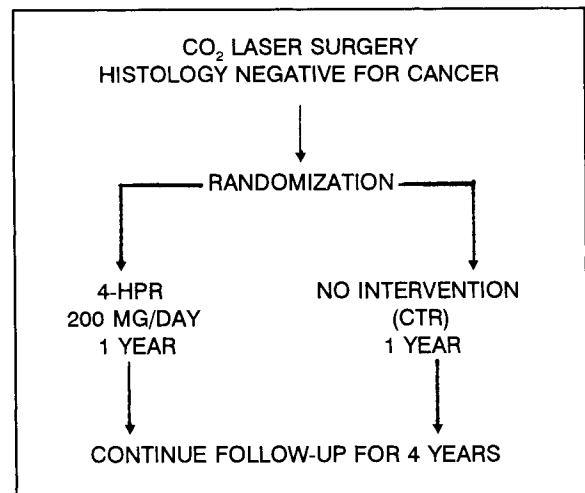 CO₂ LASER SURGERY
HISTOLOGY NEGATIVE FOR CANCER
RANDOMIZATION
4-HPR
200 MG/DAY
1 YEAR
NO INTERVENTION
(CTR)
1 YEAR
CONTINUE FOLLOW-UP FOR 4 YEARS